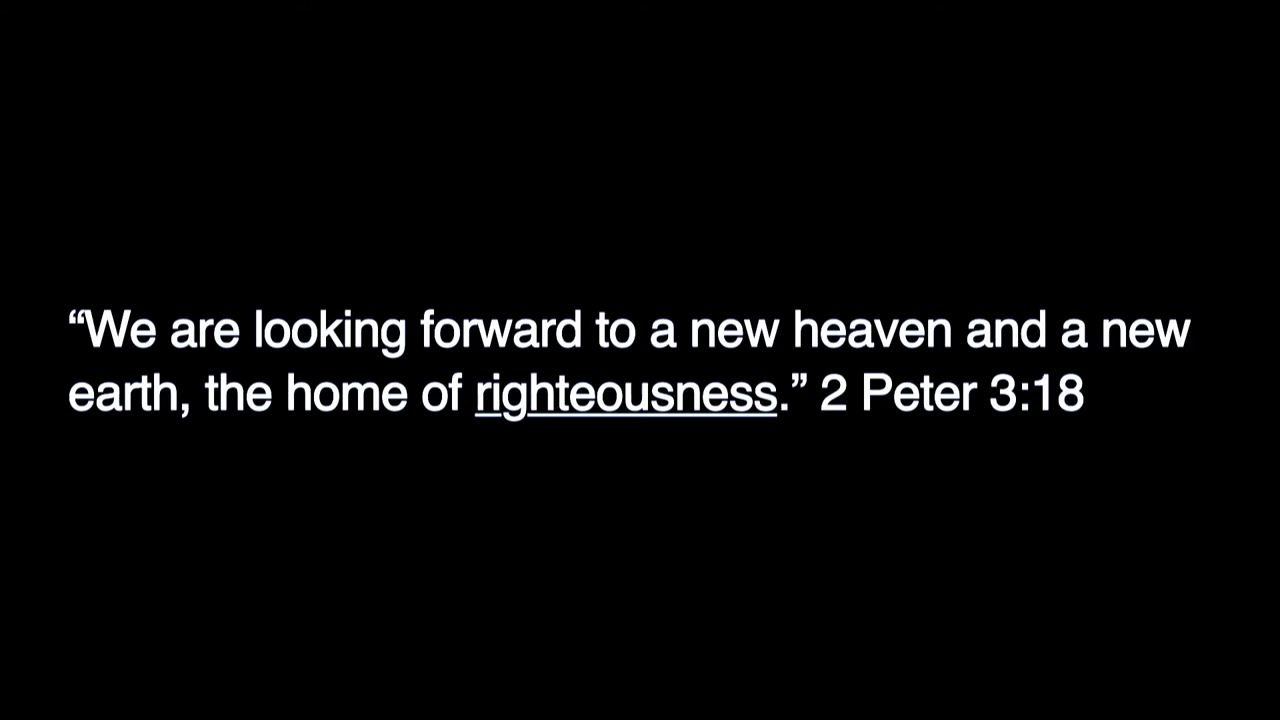 “We are looking forward to a new heaven and a new
earth, the home of righteousness.” 2 Peter 3:18